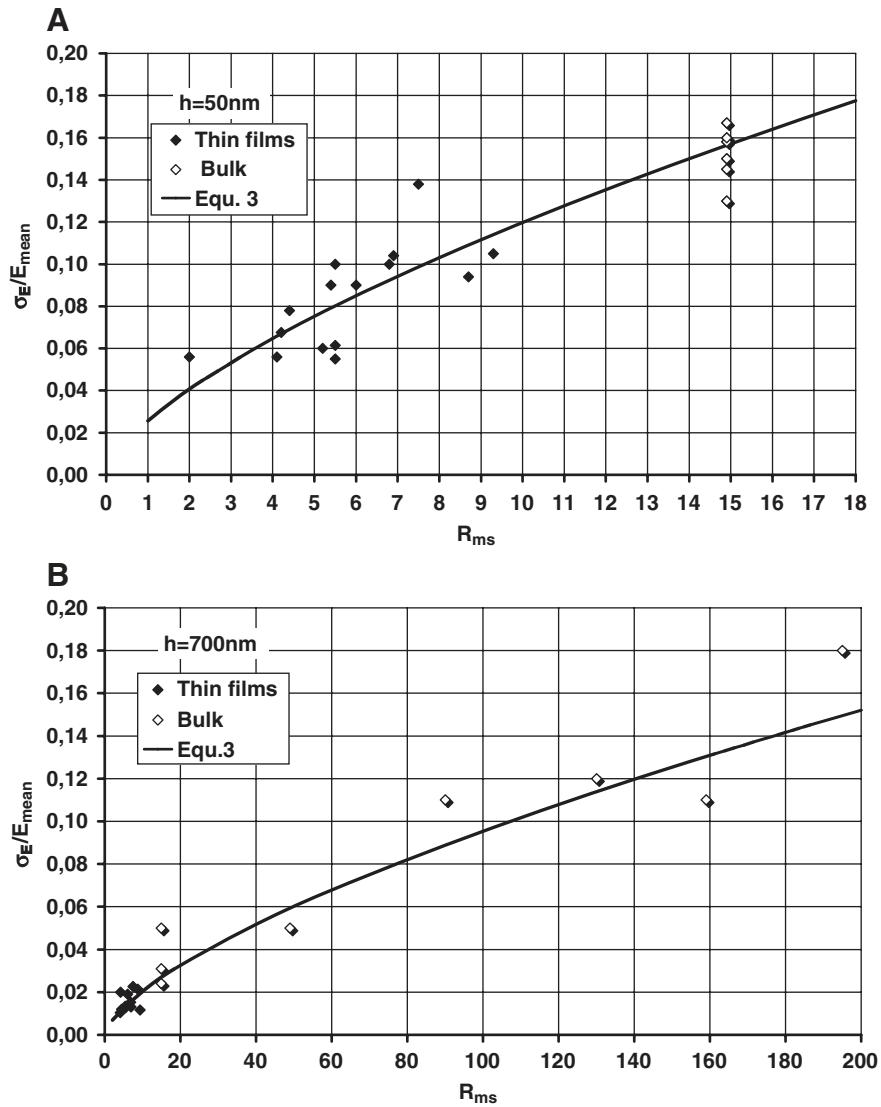 A
0,20
0,18
0,16
0,14
0,12
0,10
0,08
0,06
0,04
0,02
0,00
σE/Emean
h=50nm
Thin films
Bulk
Equ. 3
0 1 2 3 4 5 6 7 8 9 10 11 12 13 14 15 16 17 18
Rms
B
0,20
0,18
0,16
0,14
0,12
0,10
0,08
0,06
0,04
0,02
0,00
σE/Emean
h=700nm
Thin films
Bulk
Equ.3
0 20 40 60 80 100 120 140 160 180 200
Rms